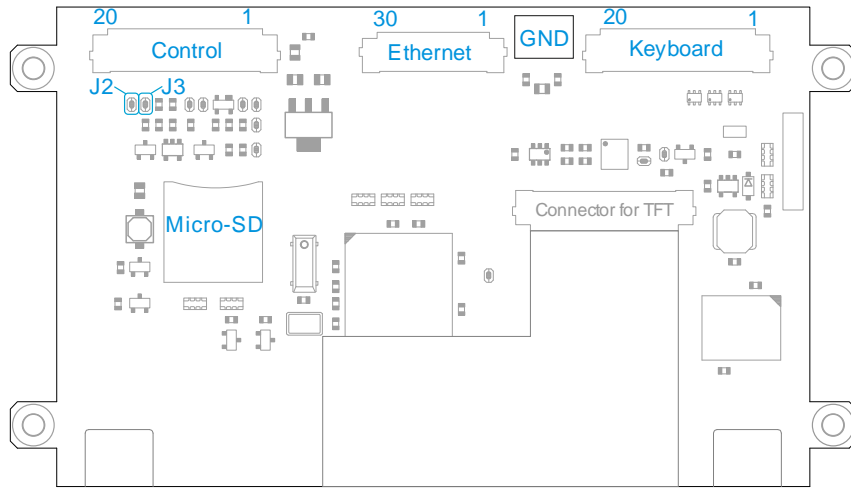 20 1 30 1 GND 20 1
Control Ethernet Keyboard
J2 J3
Connector for TFT
Micro-SD